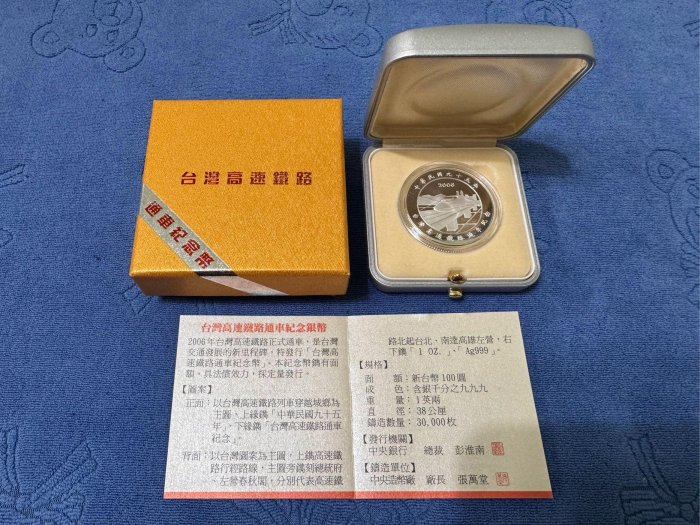 台灣高速鐵路
通車紀念幣
中華民國九十五年
2006
台灣高速鐵路通車紀念
台灣高速鐵路通車紀念銀幣
2006年台灣高速鐵路正式通車，是台灣
交通發展的新里程碑，特發行「台灣高
速鐵路通車紀念幣」。本紀念幣鐫有面
額，具法償效力，採定量發行。
【圖案】
正面：以台灣高速鐵路列車穿越城鄉為
主圖，上緣鐫「中華民國九十五
年」，下緣鐫「台灣高速鐵路通車
紀念」。
背面：以台灣圖案為主圖，上鐫高速鐵
路行經路線，主圖旁鐫刻總統府
、左營春秋閣，分別代表高速鐵
路北起台北、南達高雄左營，右
下鐫「1 OZ.」、「Ag999」。
【規格】
面額：新台幣100圓
成色：含銀千分之九九九
重量：1英兩
直徑：38公厘
鑄造數量：30,000枚
【發行機關】
中央銀行 總裁 彭淮南
【鑄造單位】
中央造幣廠 廠長 張萬堂